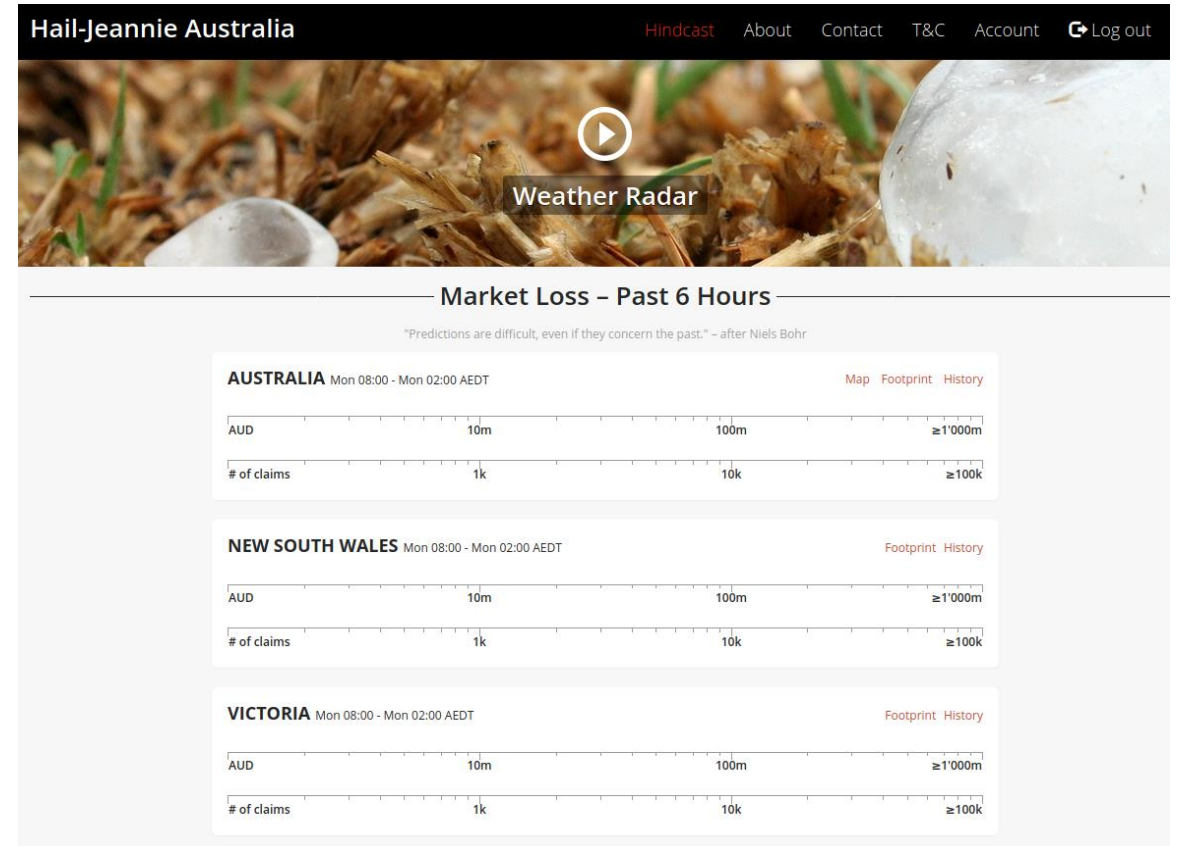 Hail-Jeannie Australia Hindcast About Contact T&C Account Log out
Weather Radar
Market Loss – Past 6 Hours
"Predictions are difficult, even if they concern the past." – after Niels Bohr
AUSTRALIA Mon 08:00 - Mon 02:00 AEDT Map Footprint History
AUD 10m 100m ≥1'000m
# of claims 1k 10k ≥100k
NEW SOUTH WALES Mon 08:00 - Mon 02:00 AEDT Footprint History
AUD 10m 100m ≥1'000m
# of claims 1k 10k ≥100k
VICTORIA Mon 08:00 - Mon 02:00 AEDT Footprint History
AUD 10m 100m ≥1'000m
# of claims 1k 10k ≥100k